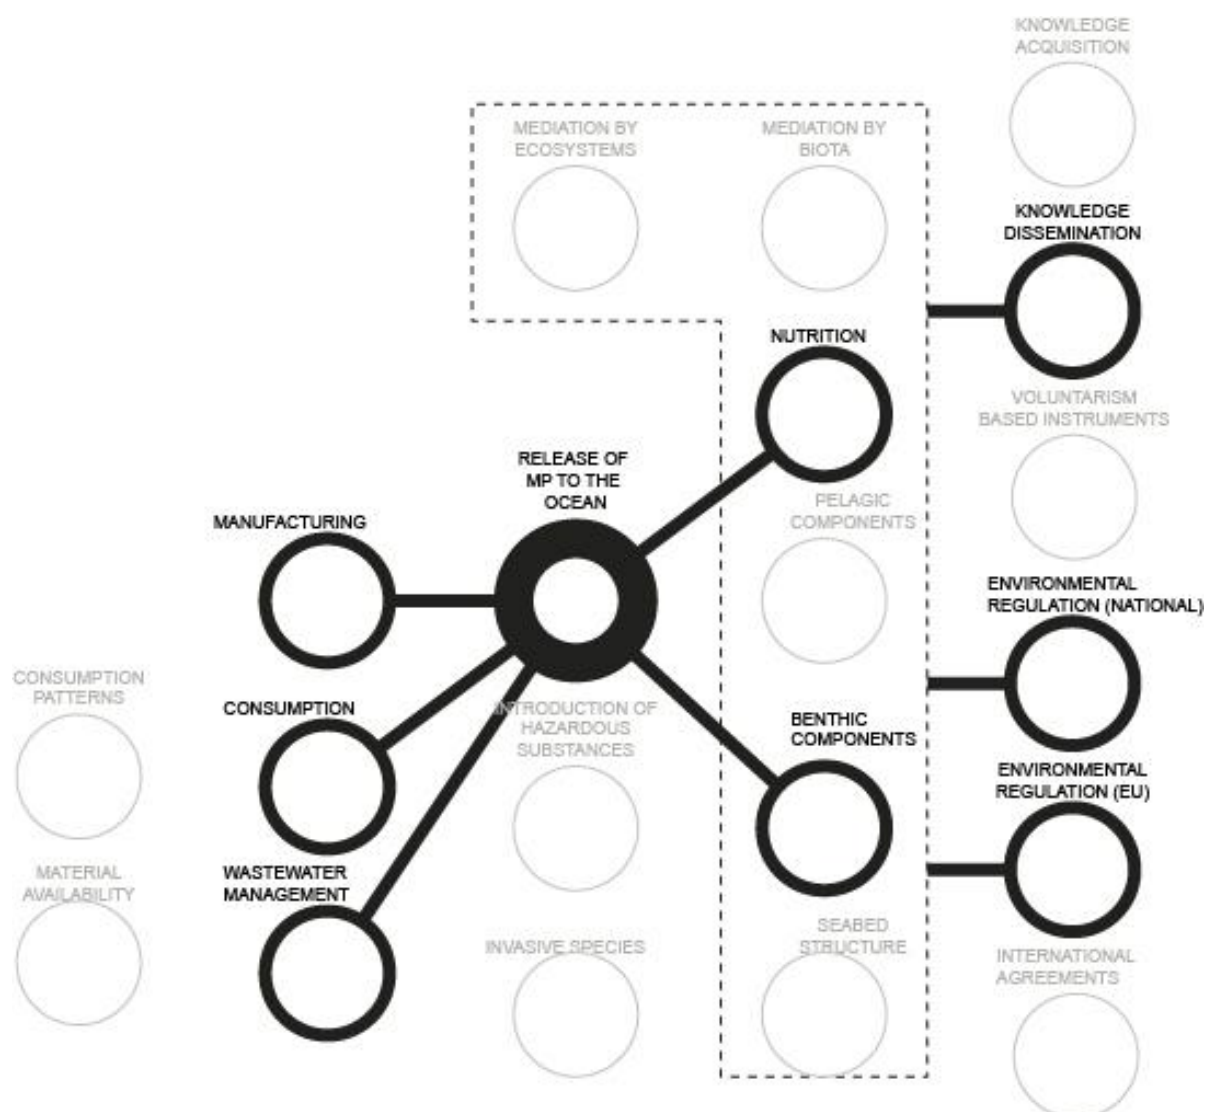 KNOWLEDGE
ACQUISITION
MEDIATION BY
ECOSYSTEMS
MEDIATION BY
BIOTA
KNOWLEDGE
DISSEMINATION
NUTRITION
VOLUNTARISM
BASED INSTRUMENTS
RELEASE OF
MP TO THE
OCEAN
PELAGIC
COMPONENTS
MANUFACTURING
ENVIRONMENTAL
REGULATION (NATIONAL)
CONSUMPTION
PATTERNS
CONSUMPTION
INTRODUCTION OF
HAZARDOUS
SUBSTANCES
BENTHIC
COMPONENTS
ENVIRONMENTAL
REGULATION (EU)
MATERIAL
AVAILABILITY
WASTEWATER
MANAGEMENT
INVASIVE SPECIES
SEABED
STRUCTURE
INTERNATIONAL
AGREEMENTS